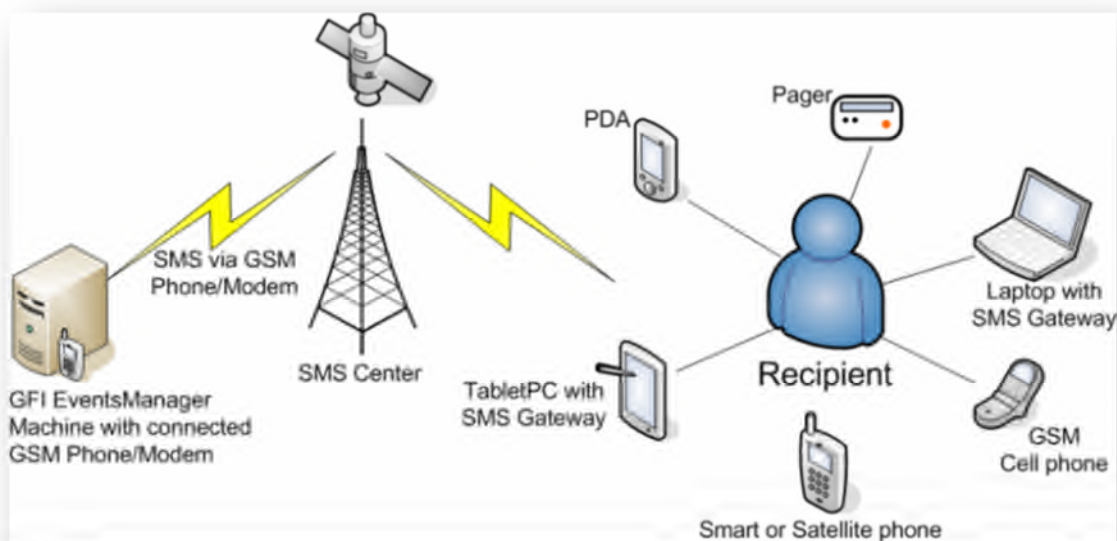 Pager
PDA
SMS via GSM
Phone/Modem
SMS Center
GFI EventsManager
Machine with connected
GSM Phone/Modem
TabletPC with
SMS Gateway
Recipient
Laptop with
SMS Gateway
GSM
Cell phone
Smart or Satellite phone